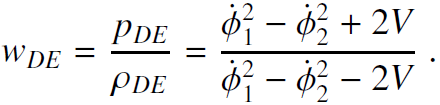 $w_{DE} = \frac{p_{DE}}{\rho_{DE}} = \frac{\dot{\phi}_1^2 - \dot{\phi}_2^2 + 2V}{\dot{\phi}_1^2 - \dot{\phi}_2^2 - 2V} \, .$